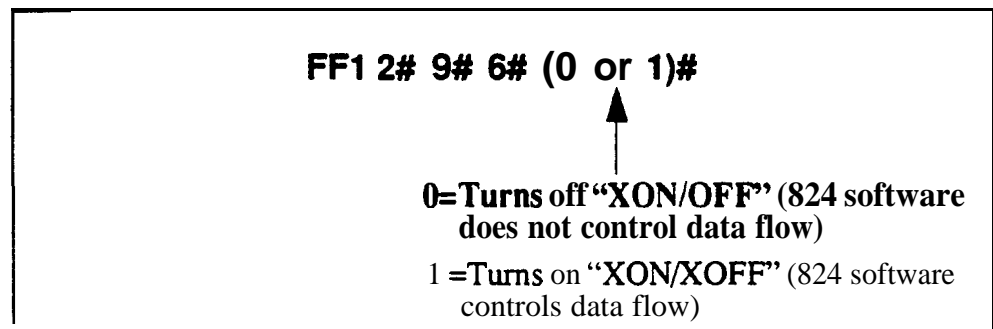 FF1 2# 9# 6# (0 or 1)#
0=Turns off “XON/OFF” (824 software
does not control data flow)
1 =Turns on “XON/XOFF” (824 software
controls data flow)